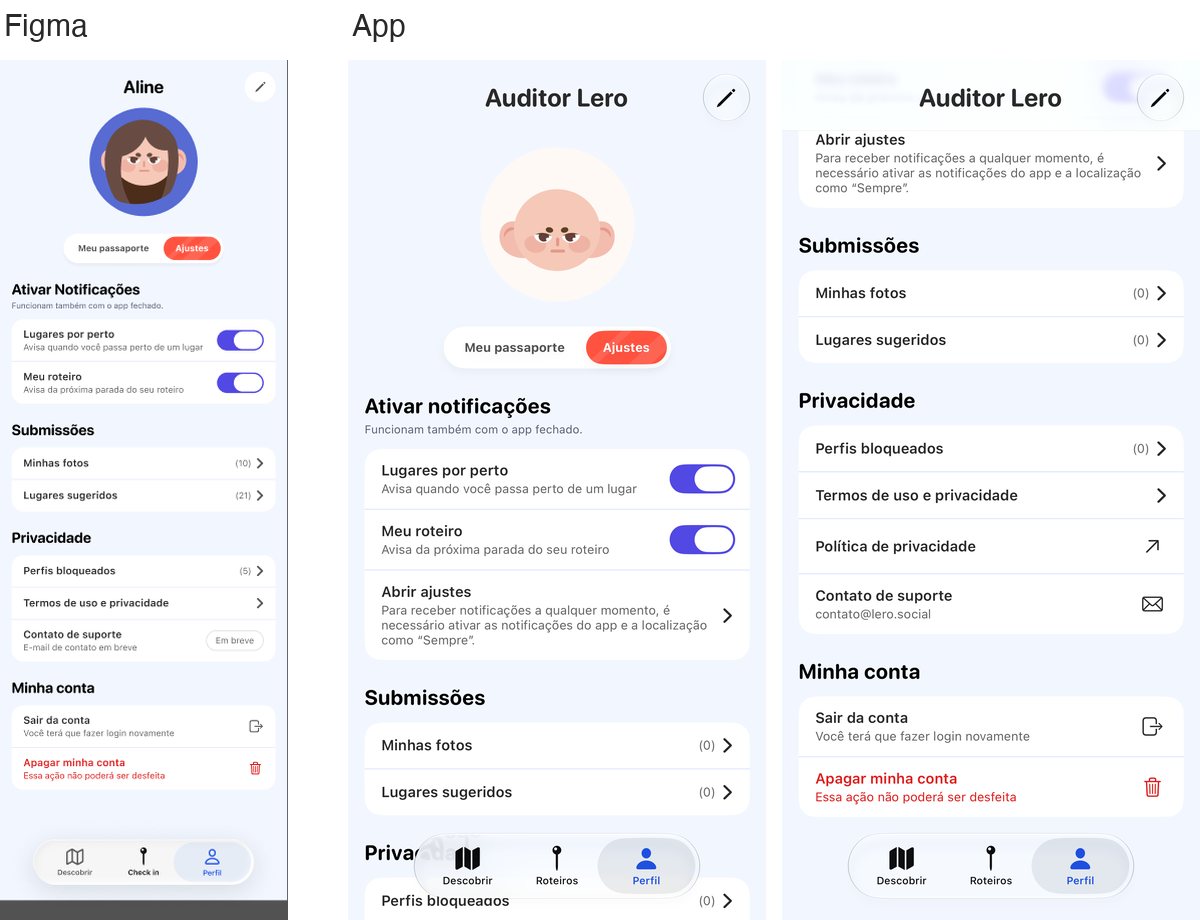 Figma
Aline
Meu passaporte
Ajustes
Ativar Notificações
Funcionam também com o app fechado.
Lugares por perto
Avisa quando você passa perto de um lugar
Meu roteiro
Avisa da próxima parada do seu roteiro
Submissões
Minhas fotos (10)
Lugares sugeridos (21)
Privacidade
Perfis bloqueados (5)
Termos de uso e privacidade
Contato de suporte
E-mail de contato em breve
Em breve
Minha conta
Sair da conta
Você terá que fazer login novamente
Apagar minha conta
Essa ação não poderá ser desfeita
Descobrir
Check in
Perfil
App
Auditor Lero
Meu passaporte
Ajustes
Ativar notificações
Funcionam também com o app fechado.
Lugares por perto
Avisa quando você passa perto de um lugar
Meu roteiro
Avisa da próxima parada do seu roteiro
Abrir ajustes
Para receber notificações a qualquer momento, é
necessário ativar as notificações do app e a localização
como “Sempre”.
Submissões
Minhas fotos (0)
Lugares sugeridos (0)
Perfis bloqueados (0)
Descobrir
Roteiros
Perfil
Auditor Lero
Abrir ajustes
Para receber notificações a qualquer momento, é
necessário ativar as notificações do app e a localização
como “Sempre”.
Submissões
Minhas fotos (0)
Lugares sugeridos (0)
Privacidade
Perfis bloqueados (0)
Termos de uso e privacidade
Política de privacidade
Contato de suporte
contato@lero.social
Minha conta
Sair da conta
Você terá que fazer login novamente
Apagar minha conta
Essa ação não poderá ser desfeita
Descobrir
Roteiros
Perfil